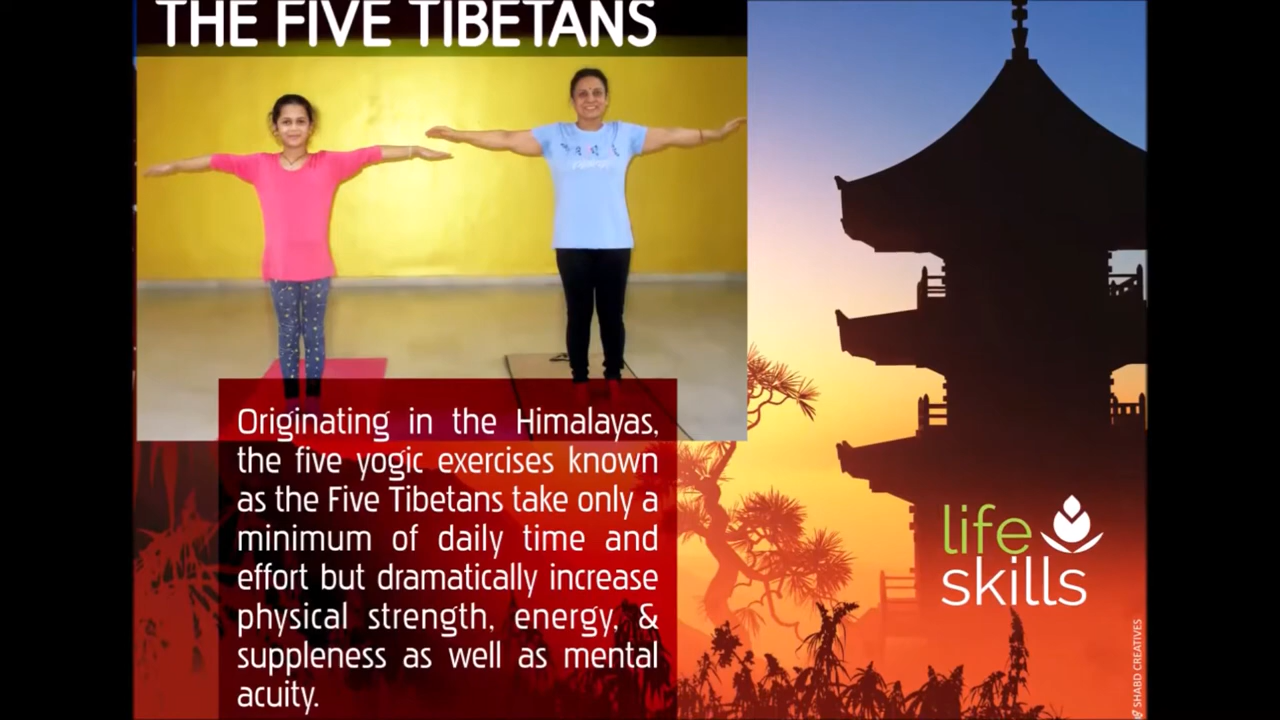 THE FIVE TIBETANS
Originating in the Himalayas,
the five yogic exercises known
as the Five Tibetans take only a
minimum of daily time and
effort but dramatically increase
physical strength, energy, &
suppleness as well as mental
acuity.
life
skills
SHABD CREATIVES